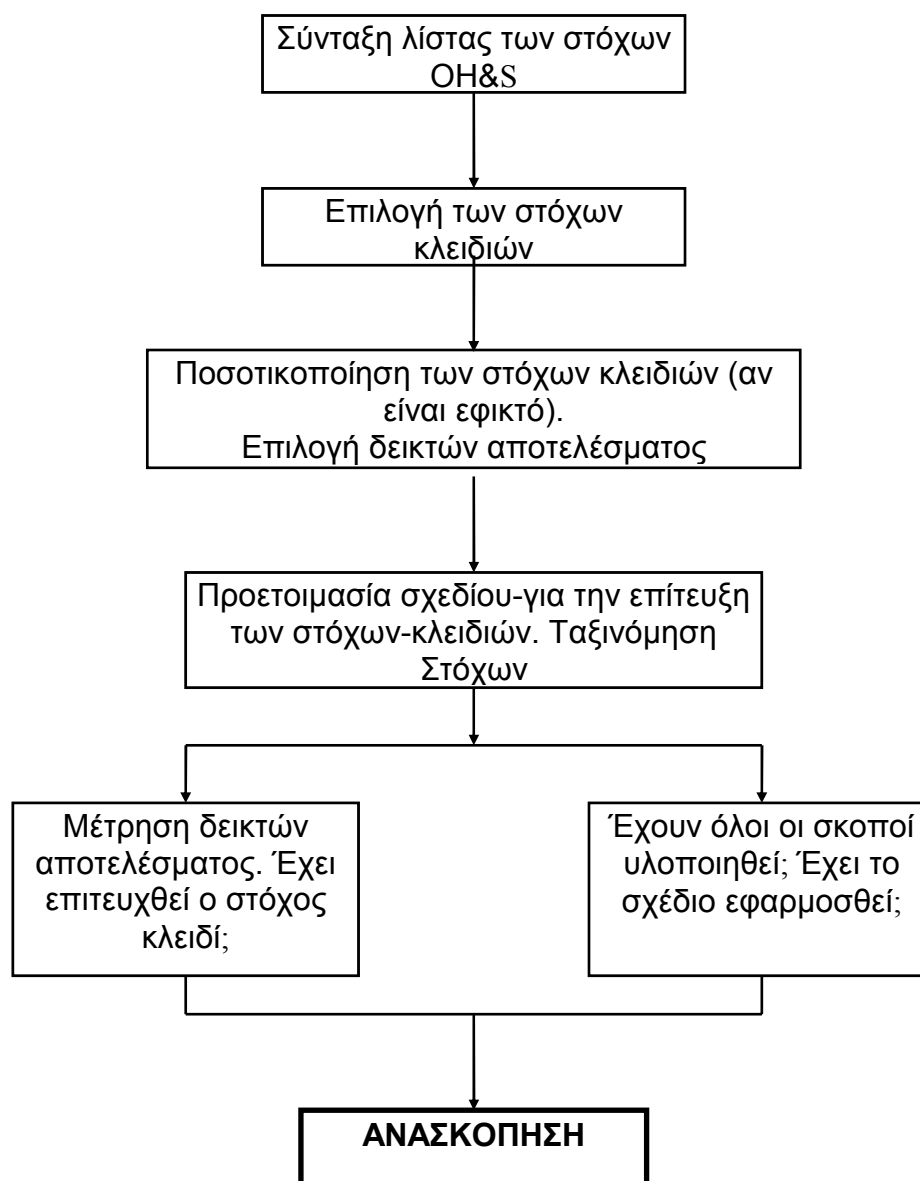 Σύνταξη λίστας των στόχων
OH&S
Επιλογή των στόχων
κλειδιών
Ποσοτικοποίηση των στόχων κλειδιών (αν
είναι εφικτό).
Επιλογή δεικτών αποτελέσματος
Προετοιμασία σχεδίου-για την επίτευξη
των στόχων-κλειδιών. Ταξινόμηση
Στόχων
Μέτρηση δεικτών
αποτελέσματος. Έχει
επιτευχθεί ο στόχος
κλειδί;
Έχουν όλοι οι σκοποί
υλοποιηθεί; Έχει το
σχέδιο εφαρμοσθεί;
ΑΝΑΣΚΟΠΗΣΗ